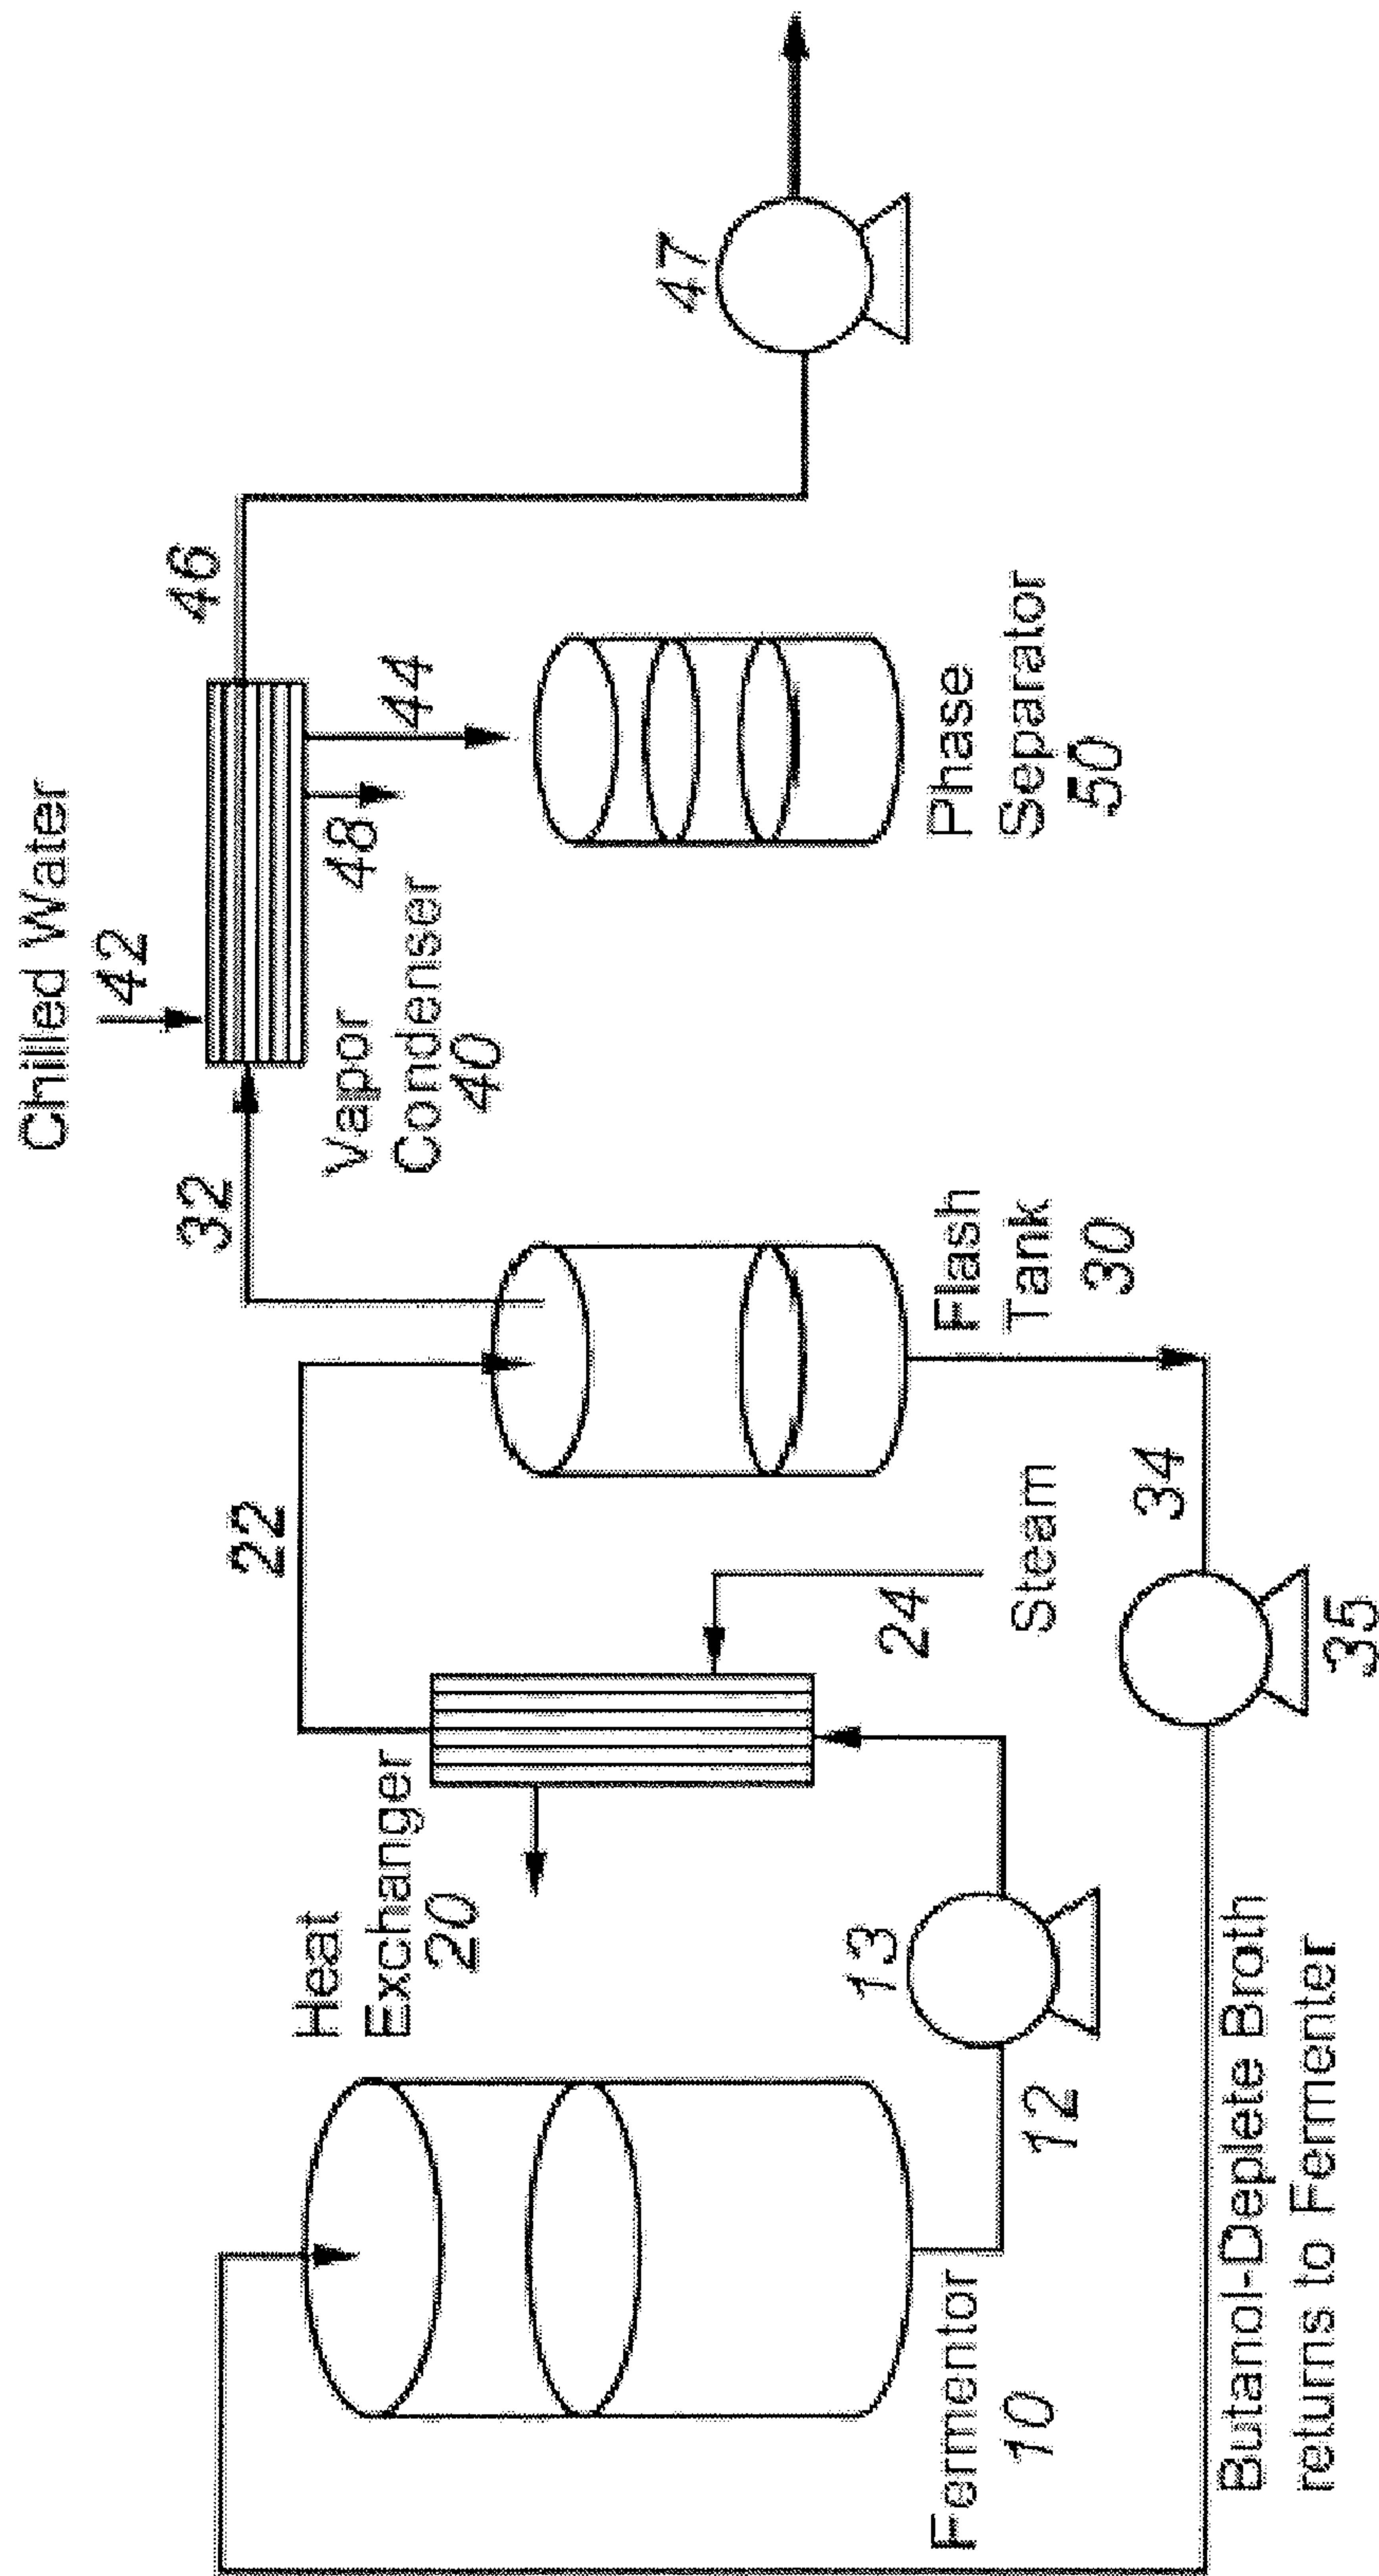 Chilled Water
42
32
46
47
Vapor
Condenser
40
48
44
22
Heat
Exchanger
20
24
Steam
Flash
Tank
30
Phase
Separator
50
13
12
Fermentor
10
34
35
Butanol-Deplete Broth
returns to Fermenter